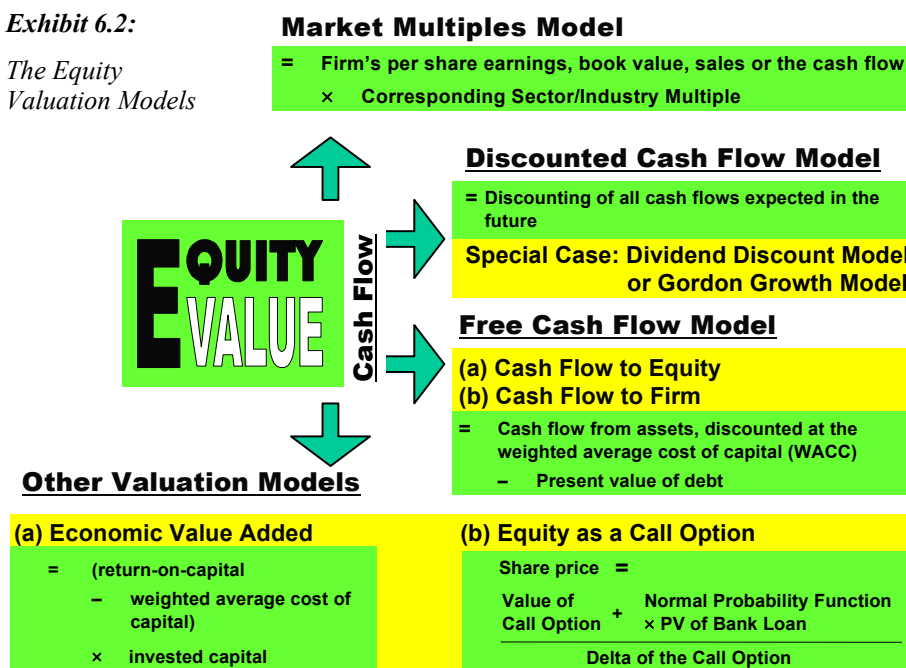 Exhibit 6.2:
The Equity
Valuation Models
Market Multiples Model
= Firm's per share earnings, book value, sales or the cash flow
× Corresponding Sector/Industry Multiple
Discounted Cash Flow Model
= Discounting of all cash flows expected in the
future
Special Case: Dividend Discount Model
or Gordon Growth Model
EQUITY
VALUE
Cash Flow
Free Cash Flow Model
(a) Cash Flow to Equity
(b) Cash Flow to Firm
= Cash flow from assets, discounted at the
weighted average cost of capital (WACC)
– Present value of debt
Other Valuation Models
(a) Economic Value Added
= (return-on-capital
– weighted average cost of
capital)
× invested capital
(b) Equity as a Call Option
Share price =
Value of
Call Option + Normal Probability Function
× PV of Bank Loan
Delta of the Call Option